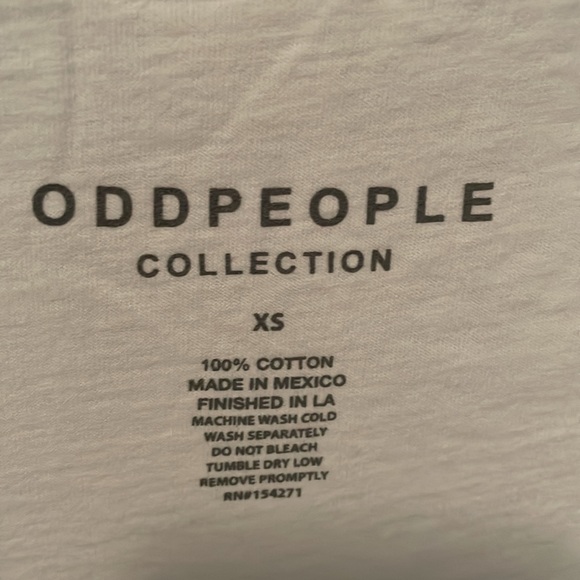 ODDPEOPLE
COLLECTION
XS
100% COTTON
MADE IN MEXICO
FINISHED IN LA
MACHINE WASH COLD
WASH SEPARATELY
DO NOT BLEACH
TUMBLE DRY LOW
REMOVE PROMPTLY
RN#154271